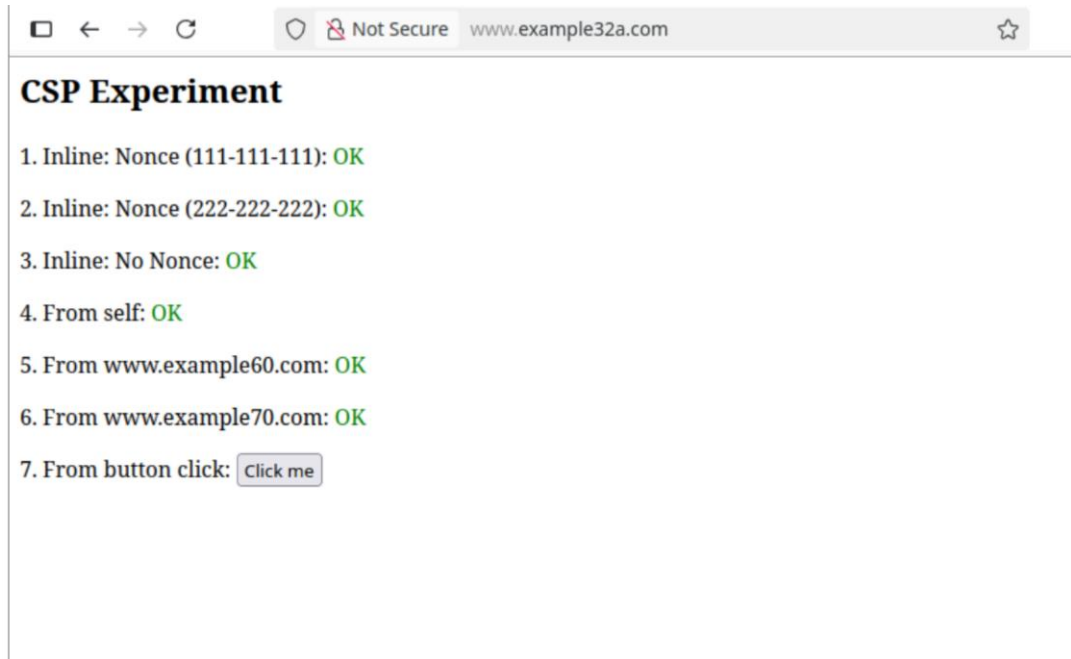 Not Secure www.example32a.com
CSP Experiment
1. Inline: Nonce (111-111-111): OK
2. Inline: Nonce (222-222-222): OK
3. Inline: No Nonce: OK
4. From self: OK
5. From www.example60.com: OK
6. From www.example70.com: OK
7. From button click: Click me